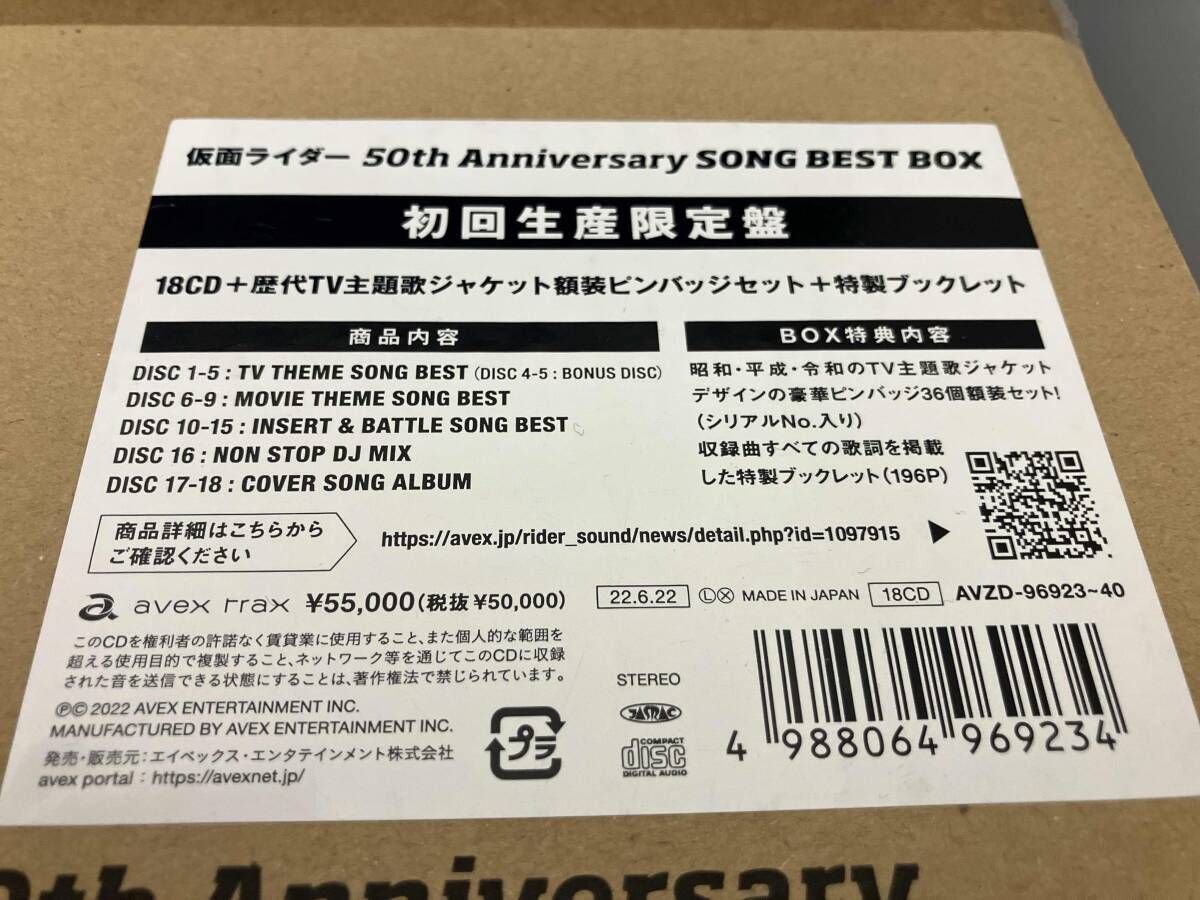 仮面ライダー 50th Anniversary SONG BEST BOX
初回生産限定盤
18CD＋歴代TV主題歌ジャケット額装ピンバッジセット＋特製ブックレット
商品内容
DISC 1-5 : TV THEME SONG BEST (DISC 4-5 : BONUS DISC)
DISC 6-9 : MOVIE THEME SONG BEST
DISC 10-15 : INSERT & BATTLE SONG BEST
DISC 16 : NON STOP DJ MIX
DISC 17-18 : COVER SONG ALBUM
BOX特典内容
昭和・平成・令和のTV主題歌ジャケット
デザインの豪華ピンバッジ36個額装セット!
(シリアルNo.入り)
収録曲すべての歌詞を掲載
した特製ブックレット(196P)
商品詳細はこちらから
ご確認ください
https://avex.jp/rider_sound/news/detail.php?id=1097915
avex trax ¥55,000(税抜 ¥50,000)
22.6.22 Ⓛ Ⓧ MADE IN JAPAN 18CD AVZD-96923~40
このCDを権利者の許諾なく賃貸業に使用すること、また個人的な範囲を
超える使用目的で複製すること、ネットワーク等を通じてこのCDに収録
された音を送信できる状態にすることは、著作権法で禁じられています。
Ⓟ© 2022 AVEX ENTERTAINMENT INC.
MANUFACTURED BY AVEX ENTERTAINMENT INC.
発売・販売元：エイベックス・エンタテインメント株式会社
avex portal : https://avexnet.jp/
プラ
STEREO
JASRAC
COMPACT
disc
DIGITAL AUDIO
4 988064 969234
0th Anniversary